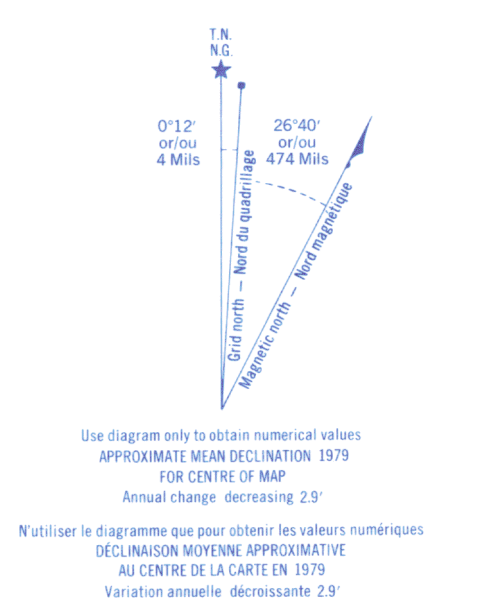 T.N.
N.G.
0°12'
or/ou
4 Mils
26°40'
or/ou
474 Mils
Grid north – Nord du quadrillage
Magnetic north – Nord magnétique
Use diagram only to obtain numerical values
APPROXIMATE MEAN DECLINATION 1979
FOR CENTRE OF MAP
Annual change decreasing 2.9'
N'utiliser le diagramme que pour obtenir les valeurs numériques
DÉCLINAISON MOYENNE APPROXIMATIVE
AU CENTRE DE LA CARTE EN 1979
Variation annuelle décroissante 2.9'